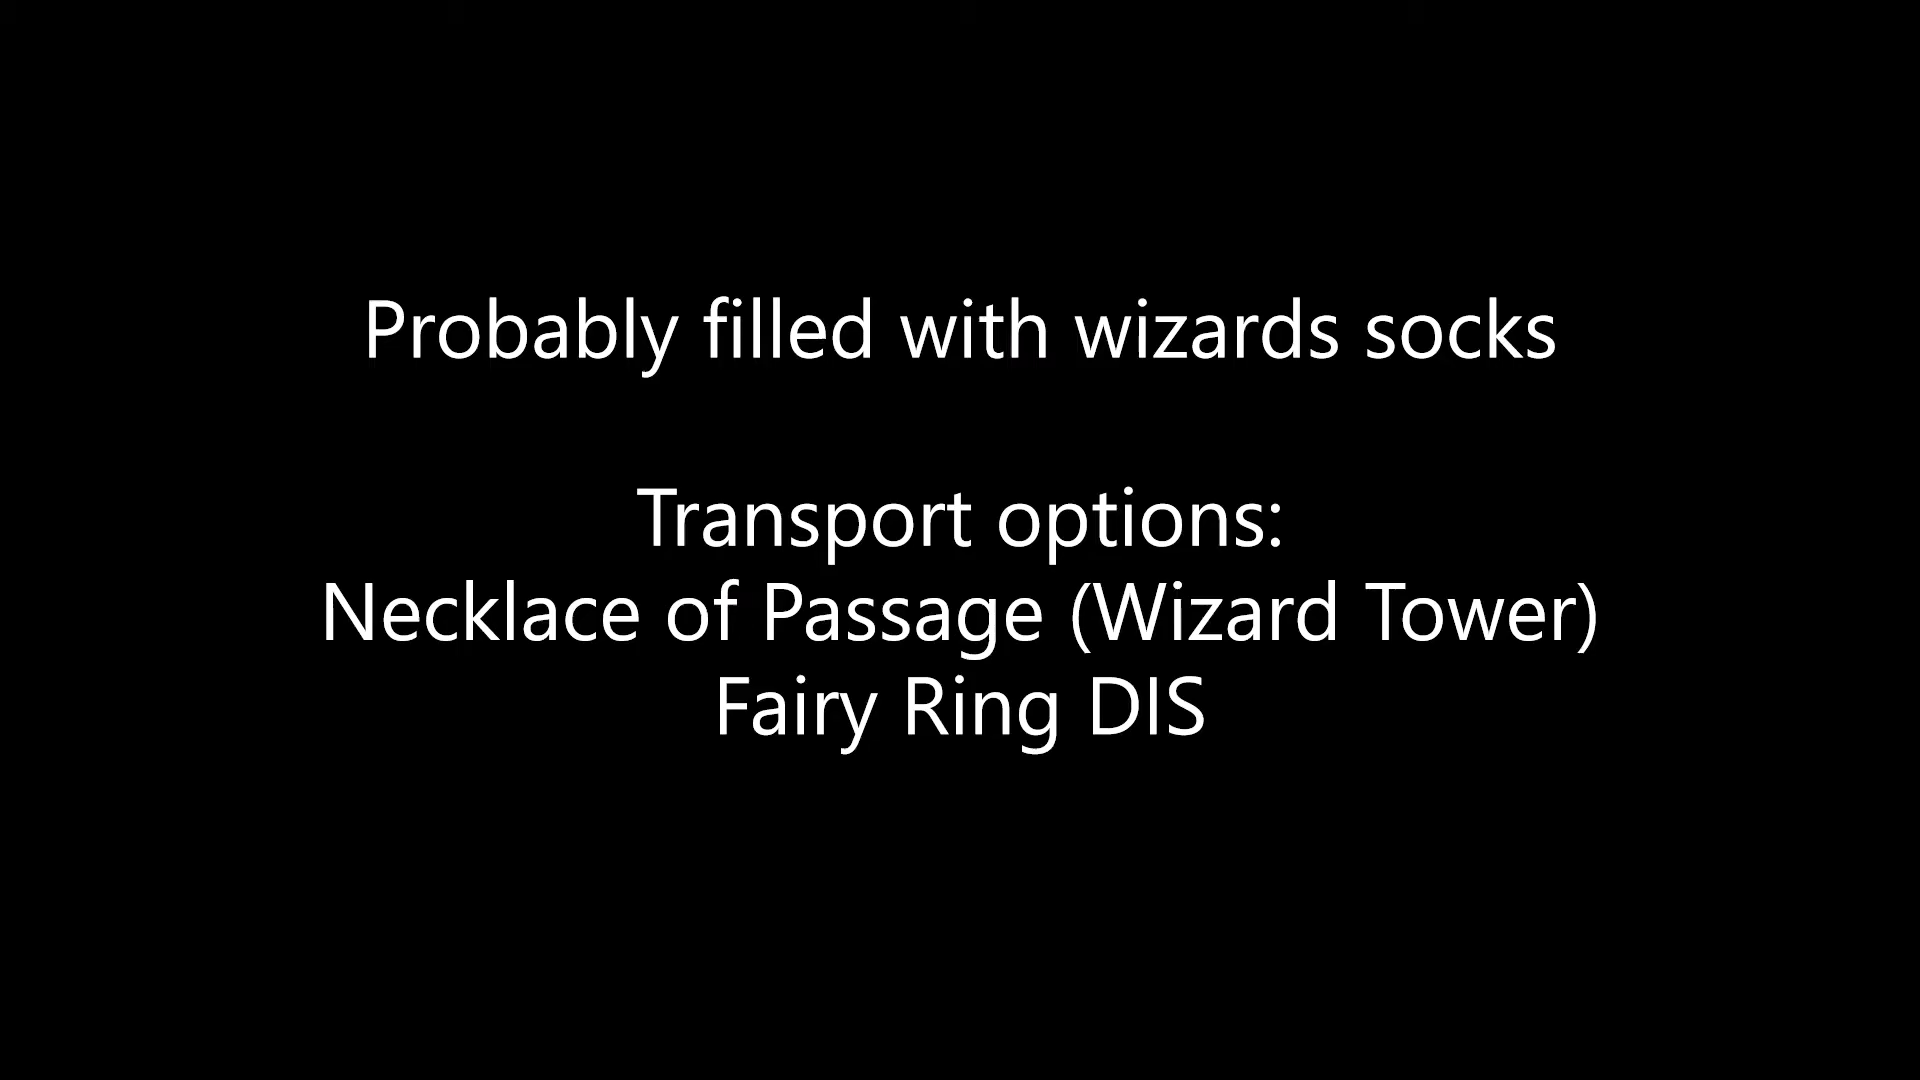 Probably filled with wizards socks
Transport options:
Necklace of Passage (Wizard Tower)
Fairy Ring DIS